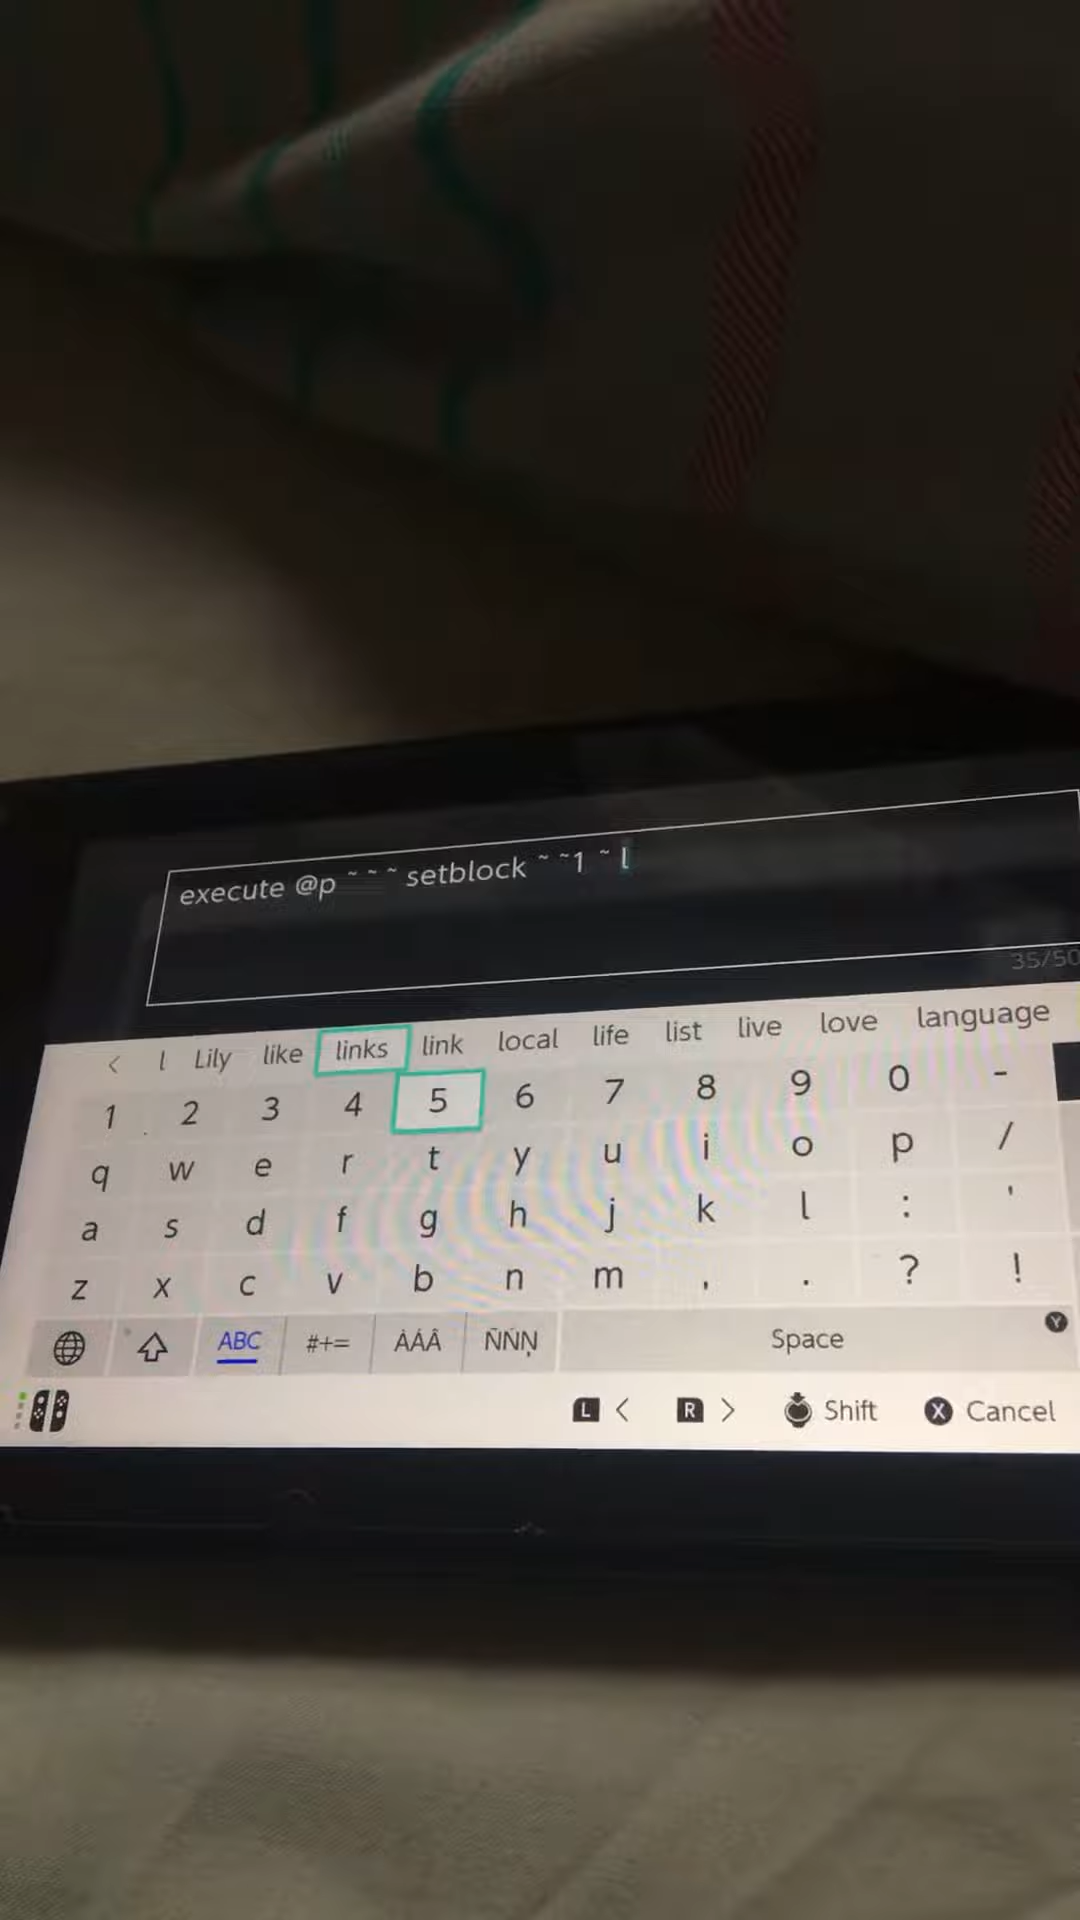 execute @p ~ ~ ~ setblock ~ ~1 ~ l
35/50
< l Lily like links link local life list live love language
1 2 3 4 5 6 7 8 9 0 -
q w e r t y u i o p /
a s d f g h j k l : '
z x c v b n m , . ? !
ABC #+= ÀÁÂ ÑŃṆ Space Y
L < R > Shift X Cancel